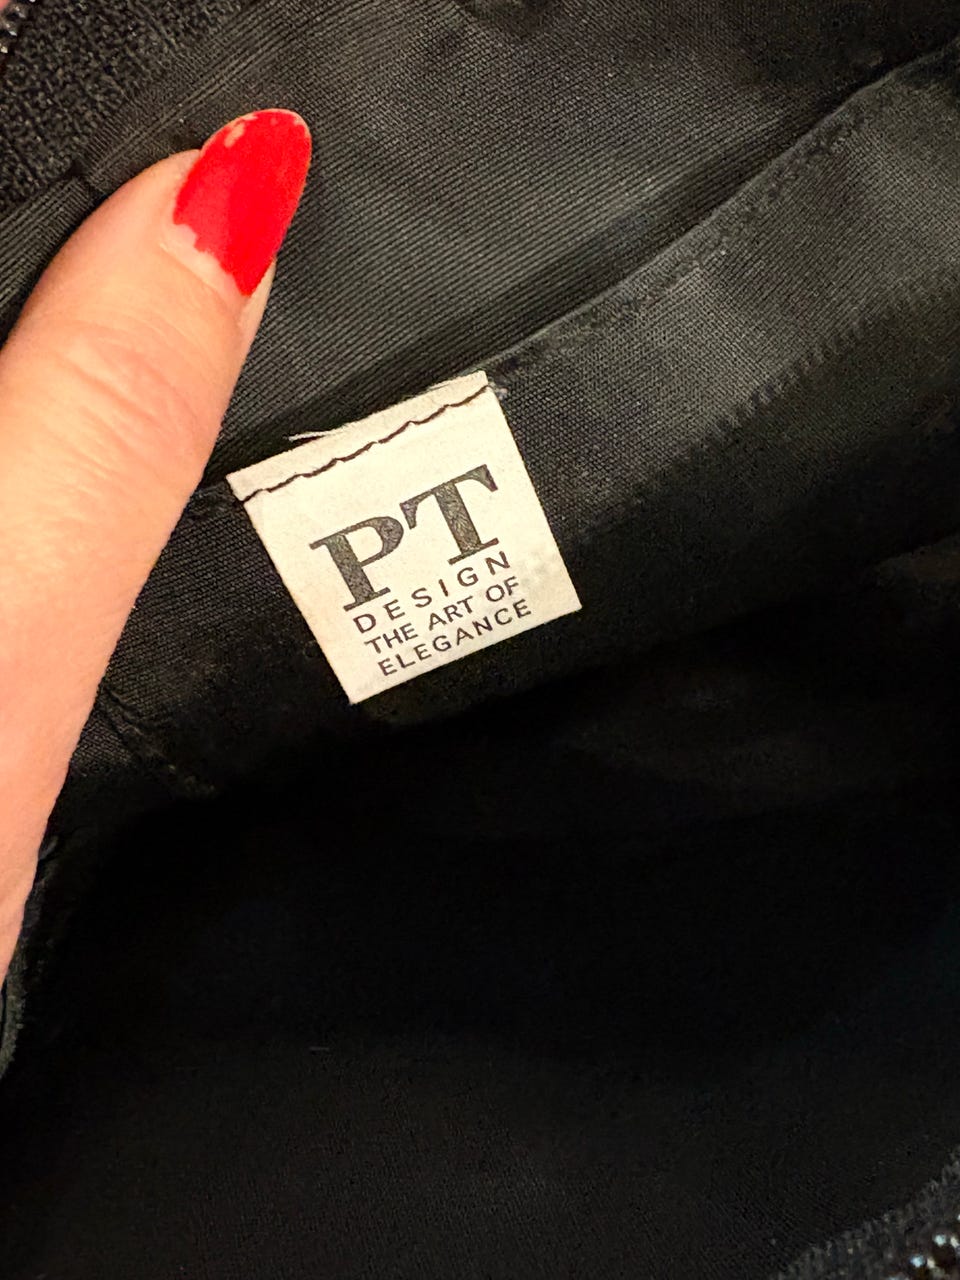 PT
DESIGN
THE ART OF
ELEGANCE